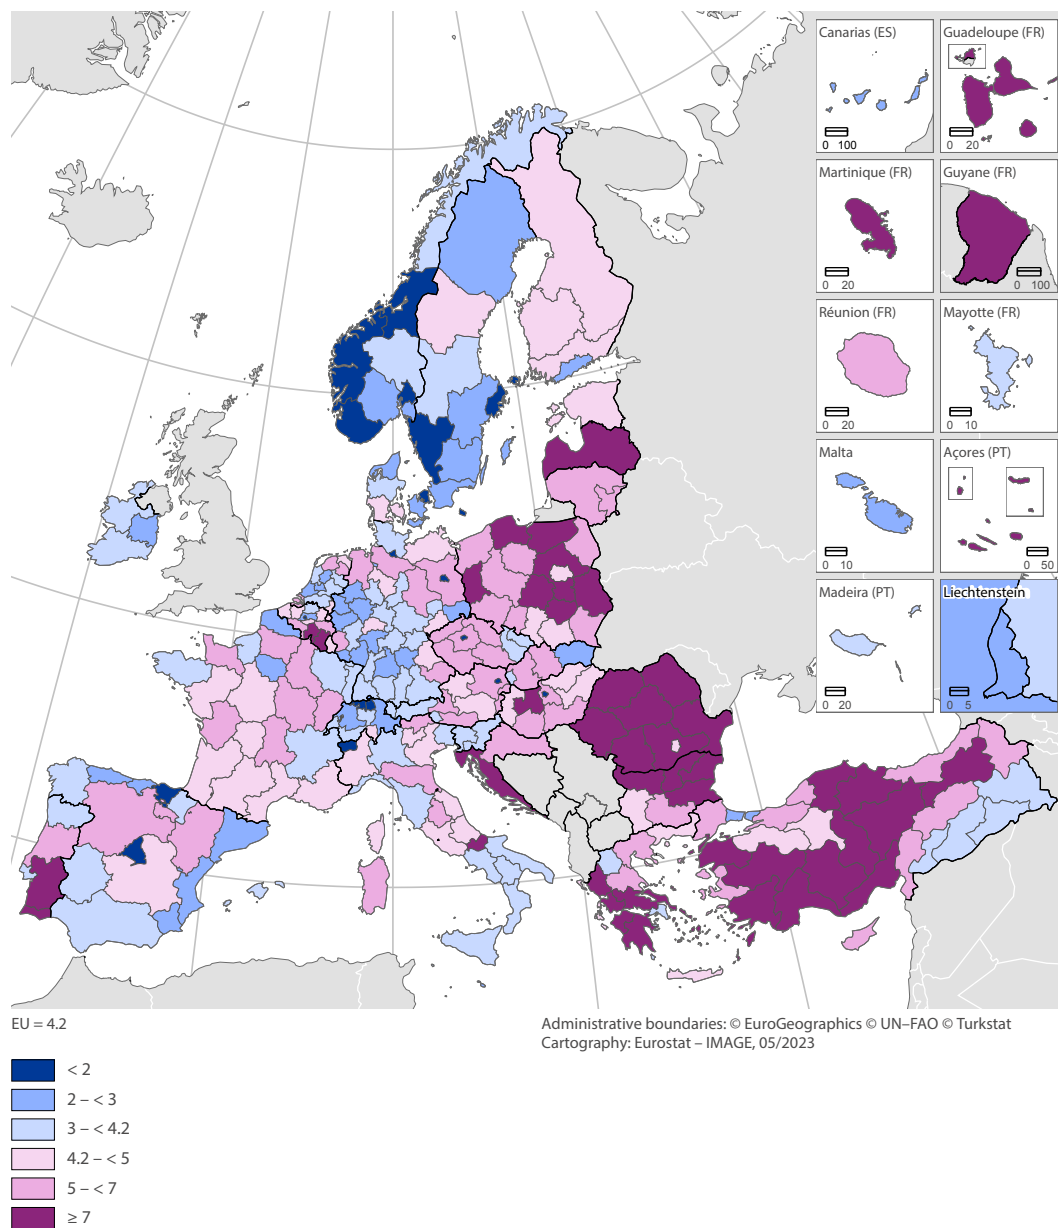 Canarias (ES)
0 100
Guadeloupe (FR)
0 20
Martinique (FR)
0 20
Guyane (FR)
0 100
Réunion (FR)
0 20
Mayotte (FR)
0 10
Malta
0 10
Açores (PT)
0 50
Madeira (PT)
0 20
Liechtenstein
0 5
EU = 4.2
Administrative boundaries: © EuroGeographics © UN–FAO © Turkstat
Cartography: Eurostat – IMAGE, 05/2023
< 2
2 – < 3
3 – < 4.2
4.2 – < 5
5 – < 7
≥ 7